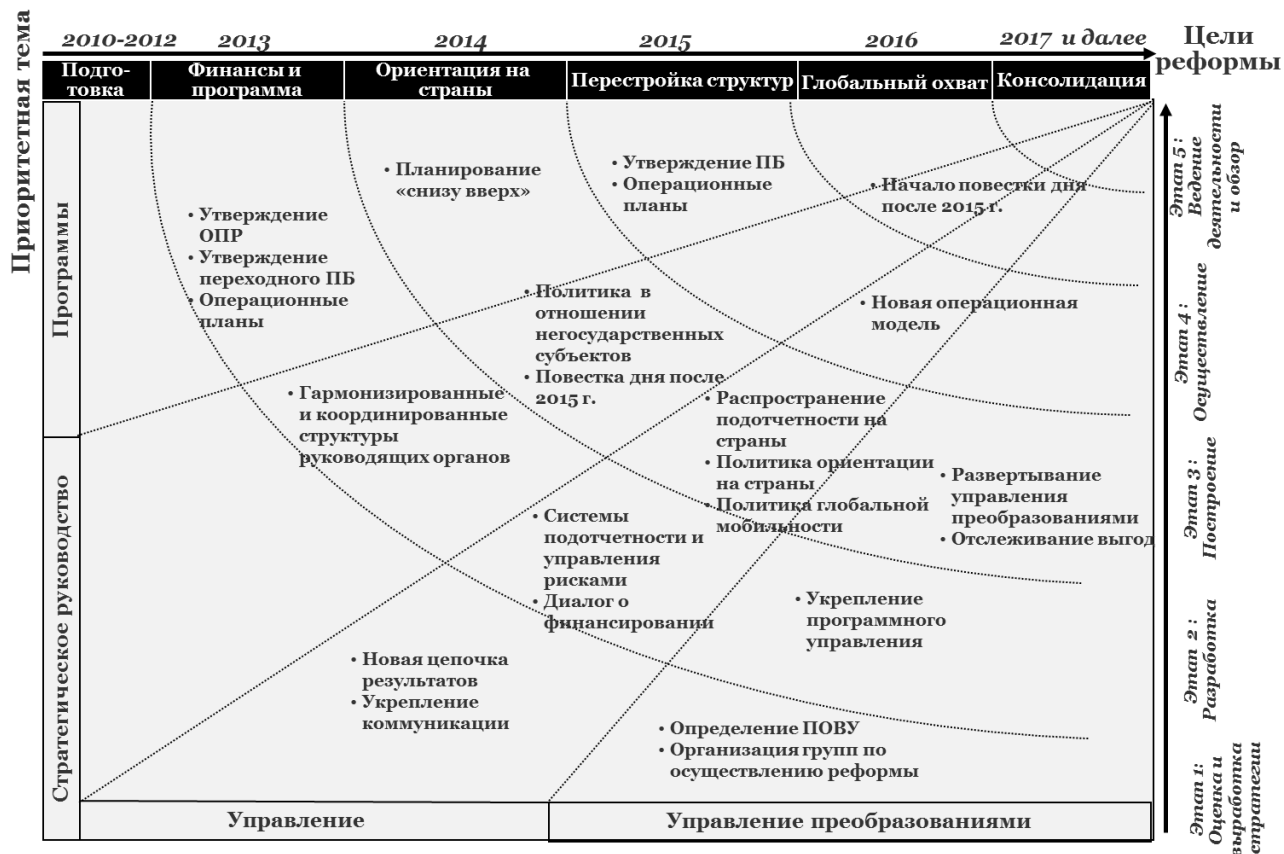 Приоритетная тема
2010-2012
2013
2014
2015
2016
2017 и далее
Цели
реформы
Подго-
товка
Финансы и
программа
Ориентация на
страны
Перестройка структур
Глобальный охват
Консолидация
Программы
Стратегическое руководство
• Утверждение
ОПР
• Утверждение
переходного ПБ
• Операционные
планы
• Планирование
«снизу вверх»
• Утверждение ПБ
• Операционные
планы
• Начало повестки дня
после 2015 г.
• Гармонизированные
и координированные
структуры
руководящих органов
• Политика в
отношении
негосударственных
субъектов
• Повестка дня после
2015 г.
• Новая операционная
модель
• Распространение
подотчетности на
страны
• Политика ориентации
на страны
• Политика глобальной
мобильности
• Развертывание
управления
преобразованиями
• Отслеживание выгод
• Системы
подотчетности и
управления
рисками
• Диалог о
финансировании
• Укрепление
программного
управления
• Новая цепочка
результатов
• Укрепление
коммуникации
• Определение ПОВУ
• Организация групп по
осуществлению реформы
Управление
Управление преобразованиями
Этап 5:
Ведение
деятельности
и обзор
Этап 4:
Осуществление
Этап 3:
Построение
Этап 2:
Разработка
Этап 1:
Оценка и
выработка
стратегии